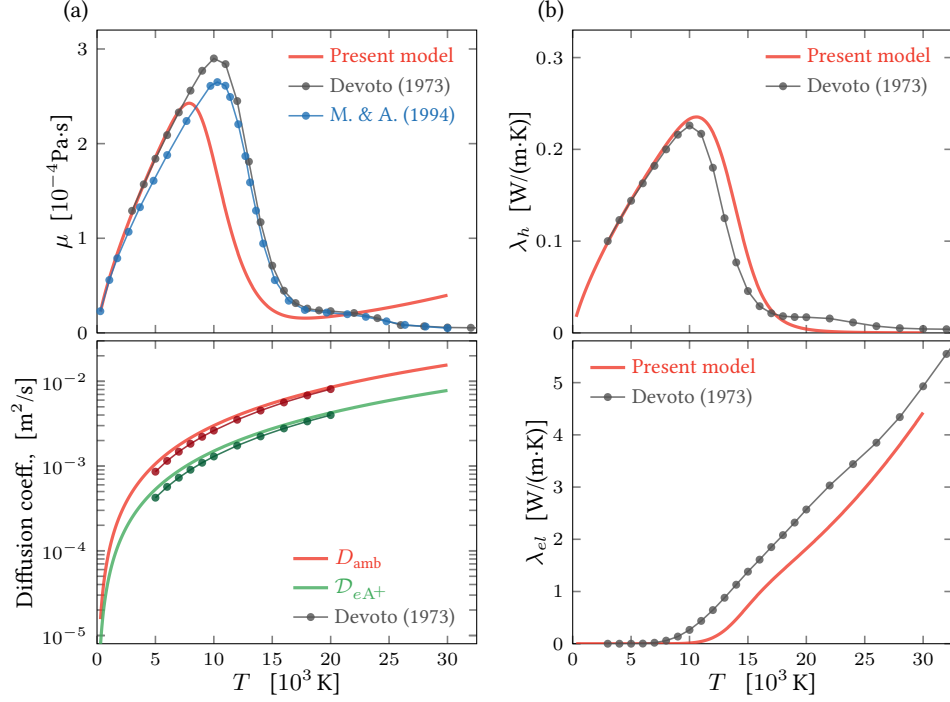 (a)
3
2
1
0
μ [10⁻⁴Pa·s]
Present model
Devoto (1973)
M. & A. (1994)
(b)
0.3
0.2
0.1
0
λₕ [W/(m·K)]
Present model
Devoto (1973)
10⁻²
10⁻³
10⁻⁴
10⁻⁵
Diffusion coeff., [m²/s]
D_amb
𝒟_eA⁺
Devoto (1973)
0 5 10 15 20 25 30
T [10³ K]
5
4
3
2
1
0
λ_el [W/(m·K)]
Present model
Devoto (1973)
0 5 10 15 20 25 30
T [10³ K]